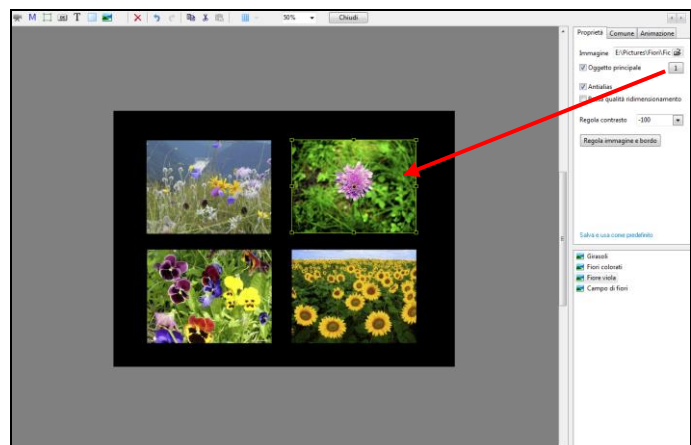 M T 50% Chiudi
Proprietà Comune Animazione
Immagine E:\Pictures\Fiori\Fic
Oggetto principale 1
Antialias
qualità ridimensionamento
Regola contrasto -100
Regola immagine e bordo
Salva e usa come predefinito
Girasoli
Fiori colorati
Fiore viola
Campo di fiori